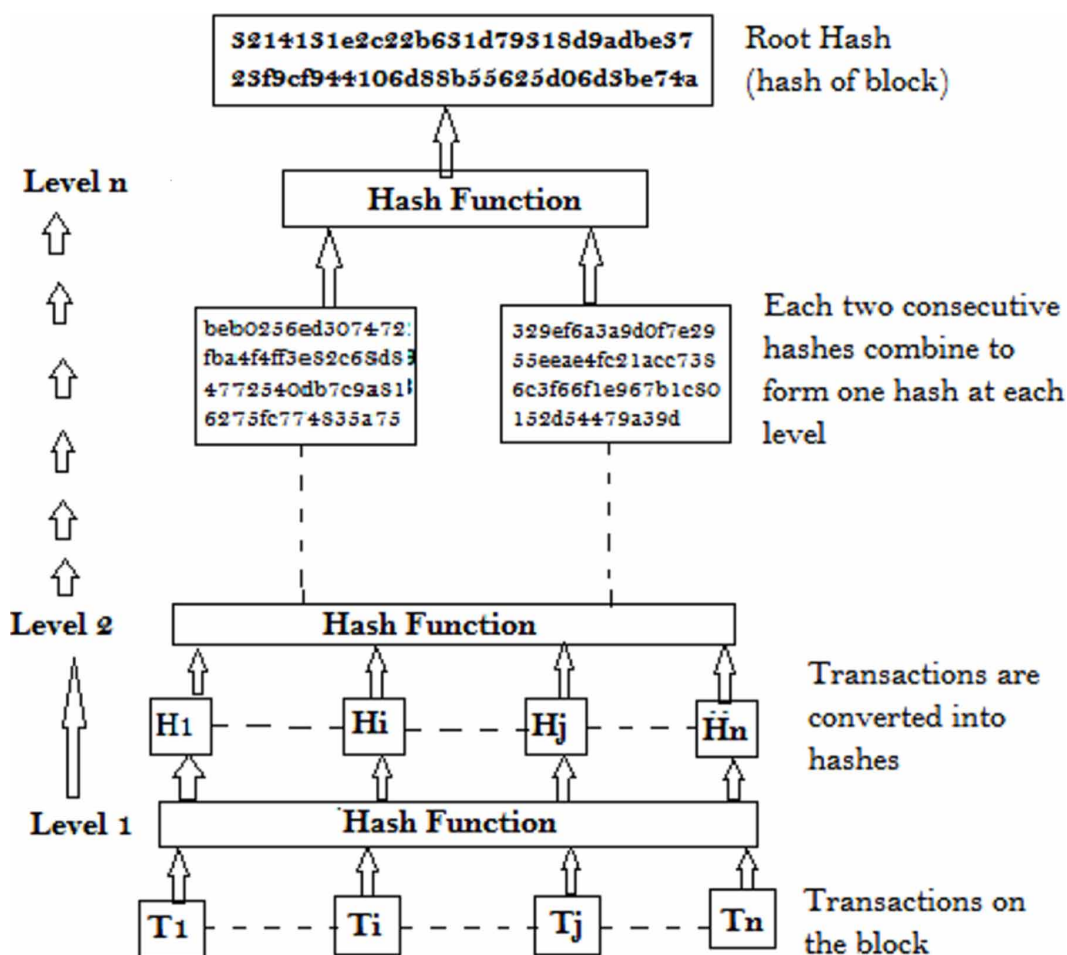 3214131e2c22b631d79318d9adbe37
23f9cf944106d88b55625d06d3be74a
Root Hash
(hash of block)
Level n
Hash Function
beb0256ed307472
fba4f4ff3e82c68d8
4772540db7c9a81
6275fc774835a75
329ef6a3a9d0f7e29
55eeae4fc21acc738
6c3f66f1e967b1c80
152d54479a39d
Each two consecutive
hashes combine to
form one hash at each
level
Level 2
Hash Function
H1
Hi
Hj
Hn
Transactions are
converted into
hashes
Level 1
Hash Function
T1
Ti
Tj
Tn
Transactions on
the block